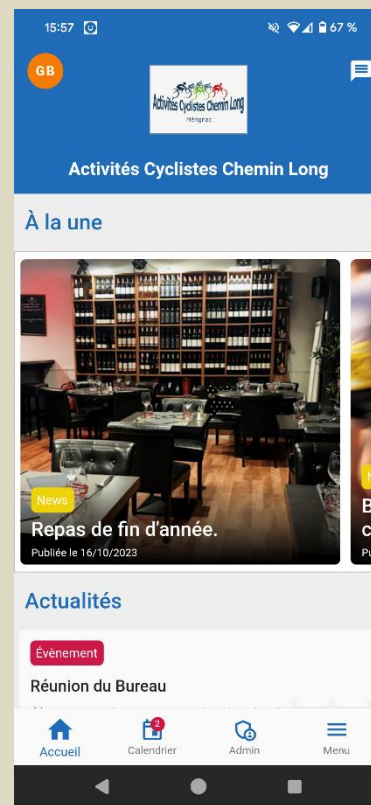 15:57
67 %
GB
Activités Cyclistes Chemin Long
Mérignac
Activités Cyclistes Chemin Long
À la une
News
Repas de fin d'année.
Publiée le 16/10/2023
Actualités
Évènement
Réunion du Bureau
2
Accueil
Calendrier
Admin
Menu